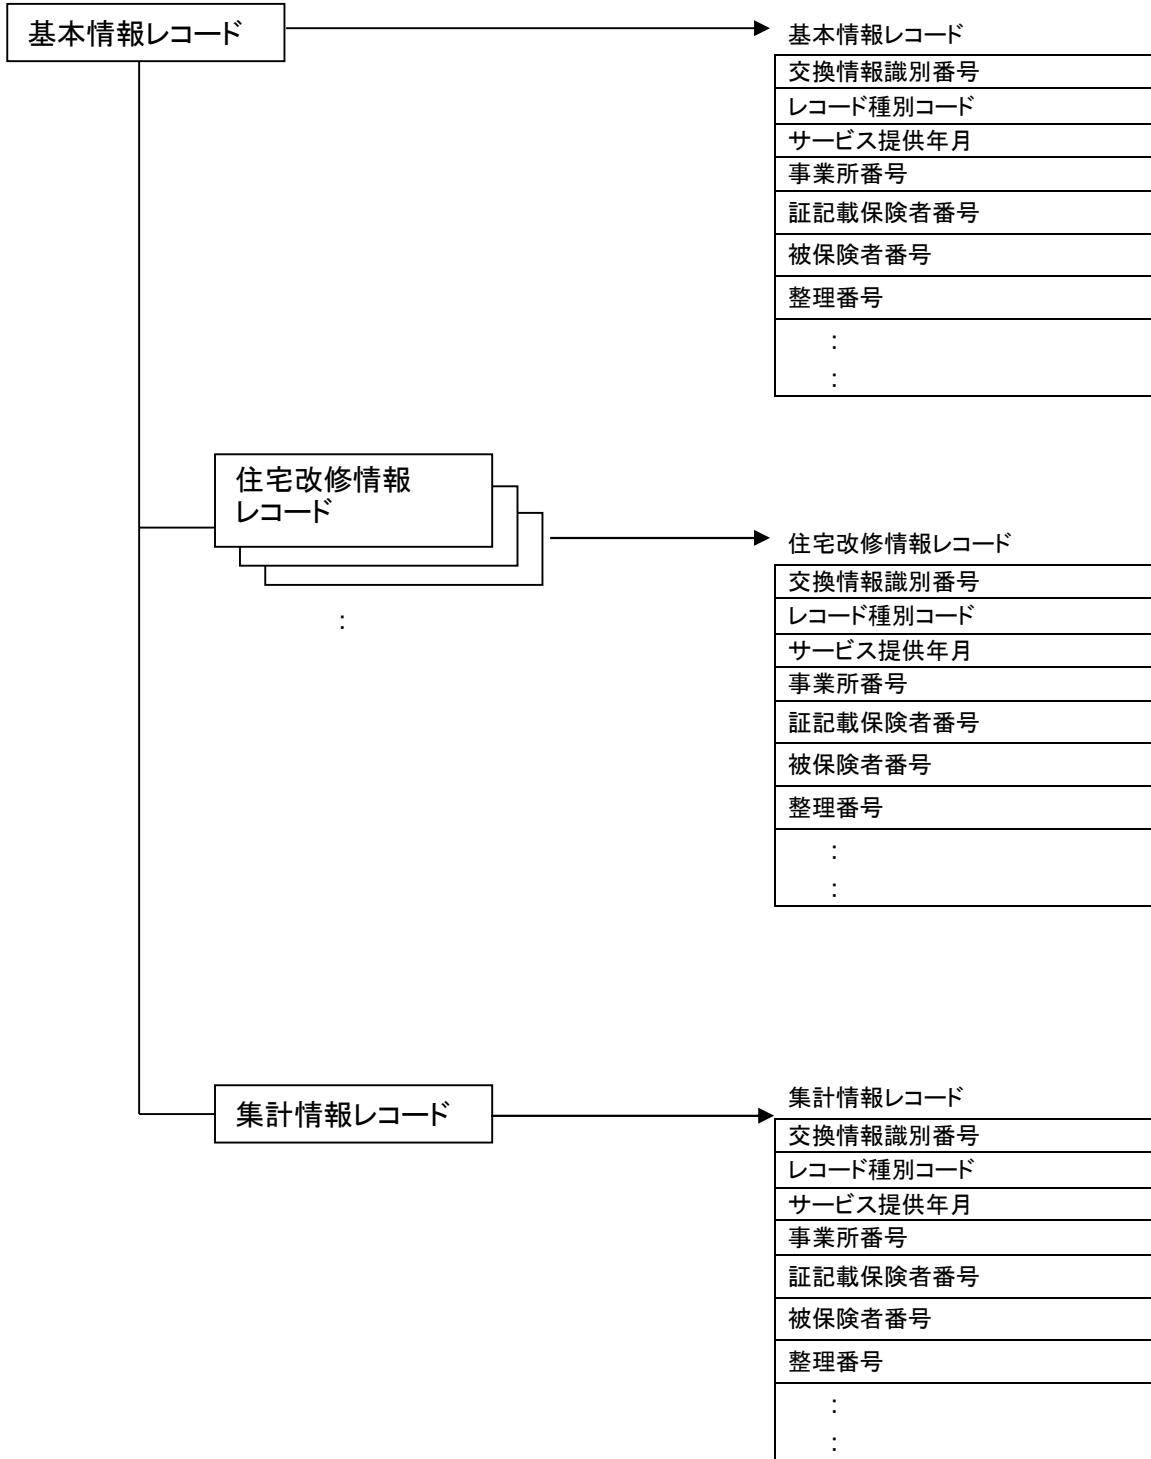 基本情報レコード
基本情報レコード
交換情報識別番号
レコード種別コード
サービス提供年月
事業所番号
証記載保険者番号
被保険者番号
整理番号
:
:
住宅改修情報
レコード
:
住宅改修情報レコード
交換情報識別番号
レコード種別コード
サービス提供年月
事業所番号
証記載保険者番号
被保険者番号
整理番号
:
:
集計情報レコード
集計情報レコード
交換情報識別番号
レコード種別コード
サービス提供年月
事業所番号
証記載保険者番号
被保険者番号
整理番号
:
: